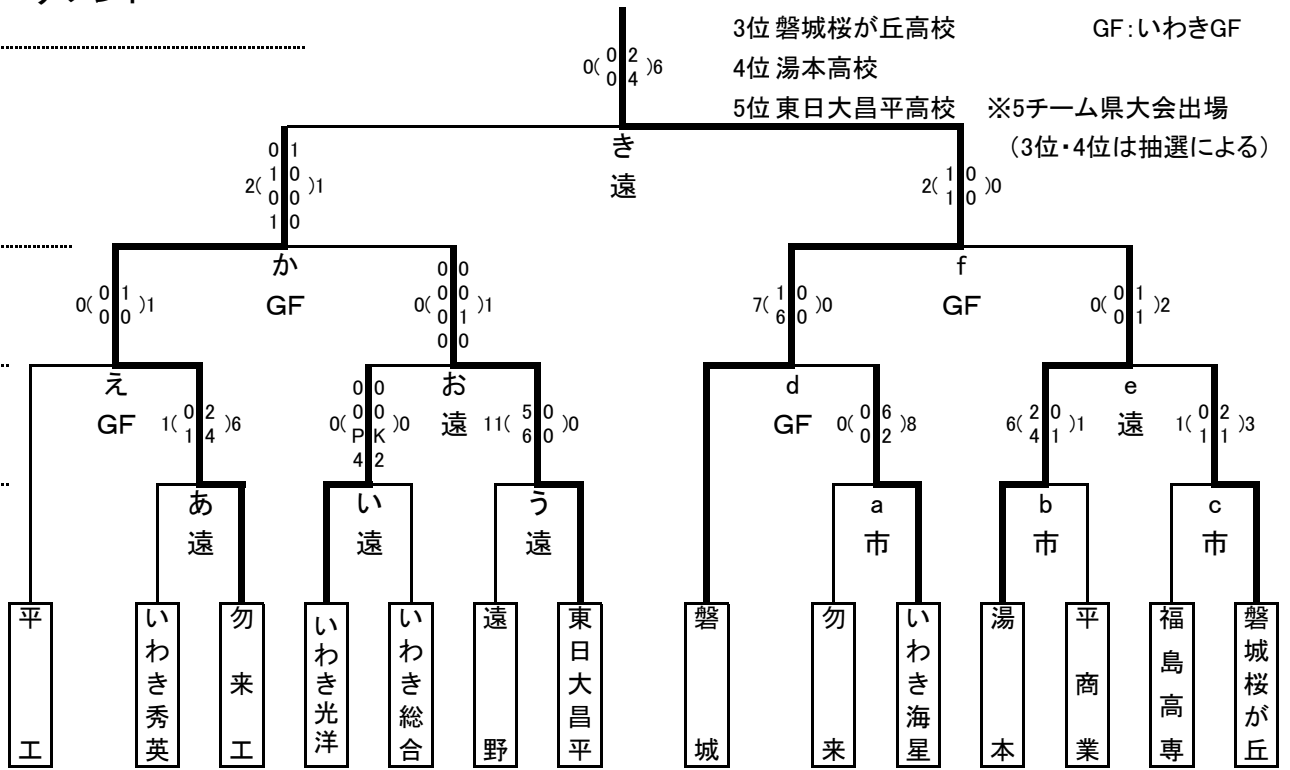 3位 磐城桜が丘高校
GF：いわきGF
4位 湯本高校
5位 東日大昌平高校 ※5チーム県大会出場
（3位・4位は抽選による）
0( 0 2 )6
0 4
き
遠
0 1
2( 1 0 )1
0 0
1 0
2( 1 0 )0
1 0
か
GF
f
GF
0( 0 1 )1
0 0
0 0
0( 0 0 )1
0 1
0 0
7( 1 0 )0
6 0
0( 0 1 )2
0 1
え
GF
お
遠
d
GF
e
遠
1( 0 2 )6
1 4
0 0
0( 0 0 )0
P K
4 2
11( 5 0 )0
6 0
0( 0 6 )8
0 2
6( 2 0 )1
4 1
1( 0 2 )3
1 1
あ
遠
い
遠
う
遠
a
市
b
市
c
市
平工
いわき秀英
勿来工
いわき光洋
いわき総合
遠野
東日大昌平
磐城
勿来
いわき海星
湯本
平商業
福島高専
磐城桜が丘